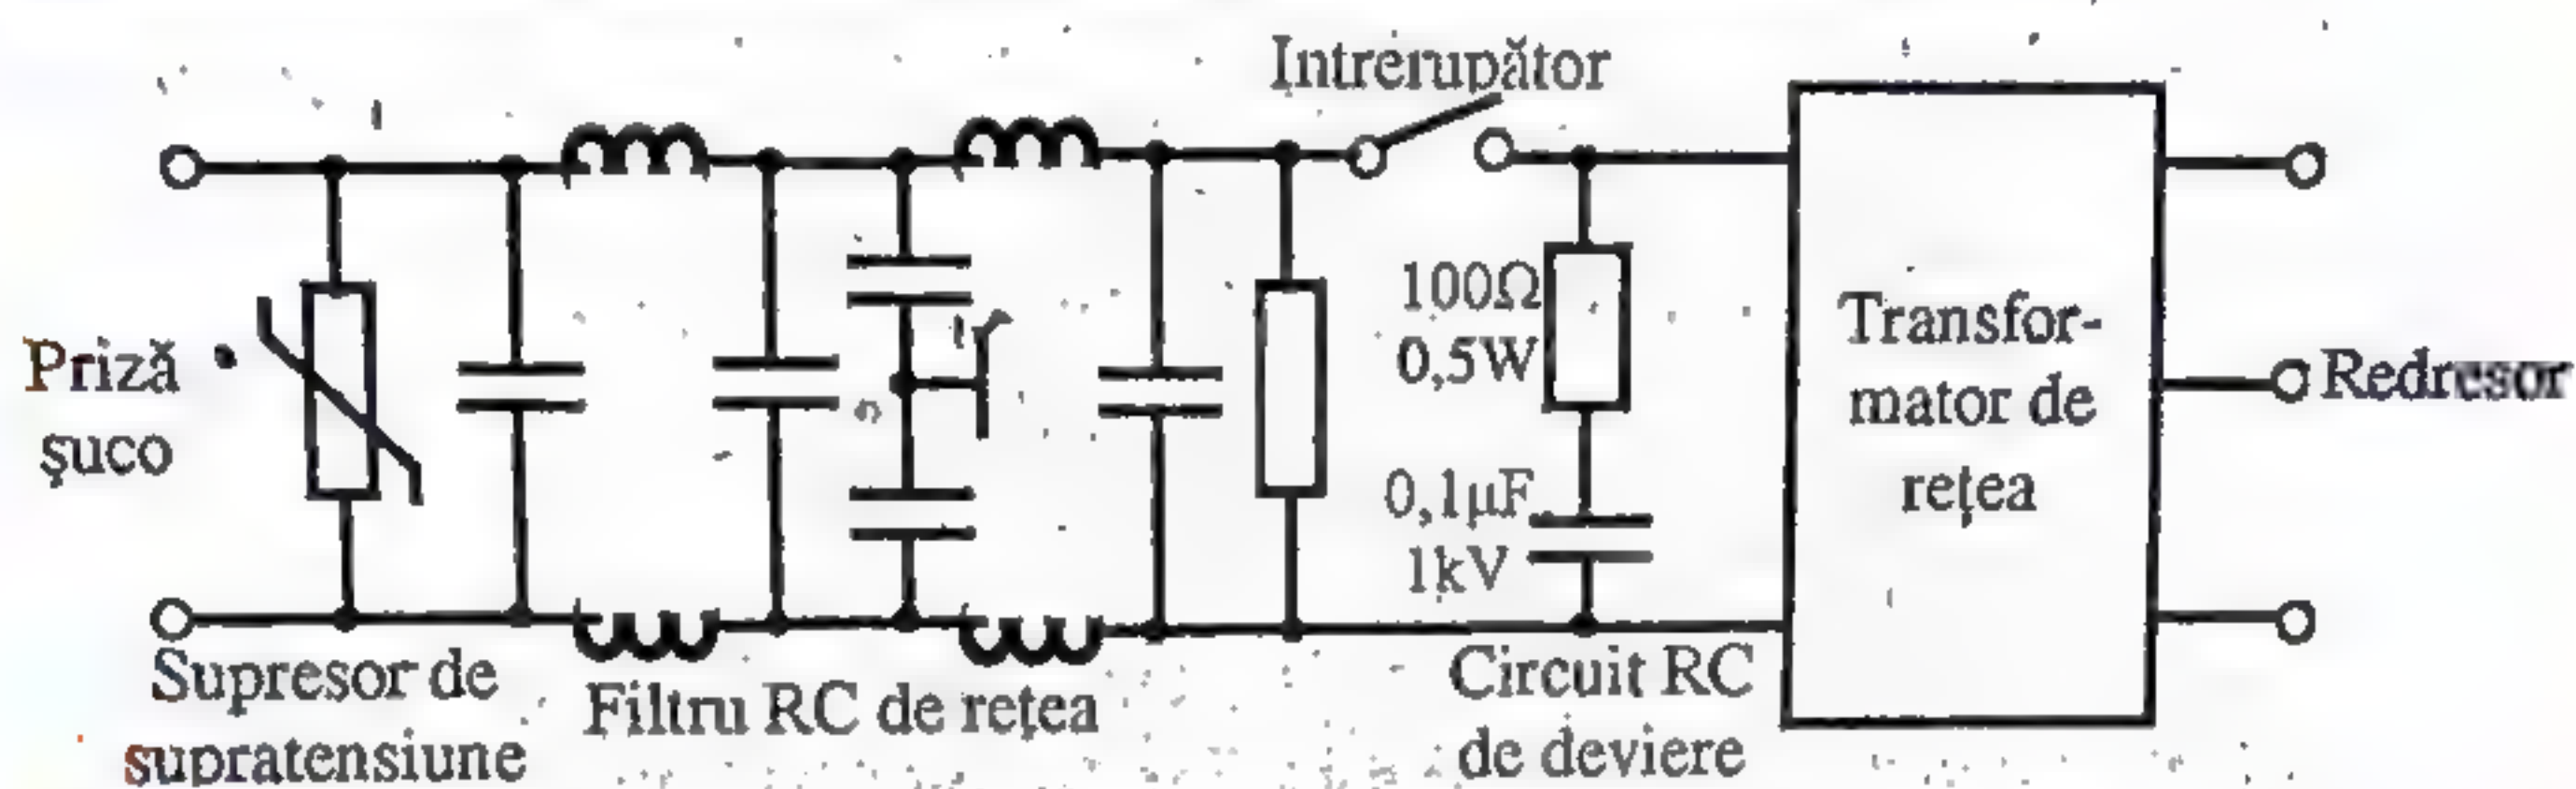 Intrerupător
Priză
şuco
100Ω
0,5W
0,1µF
1kV
Transfor-
mator de
reţea
Redresor
Supresor de
supratensiune
Filtru RC de reţea
Circuit RC
de deviere